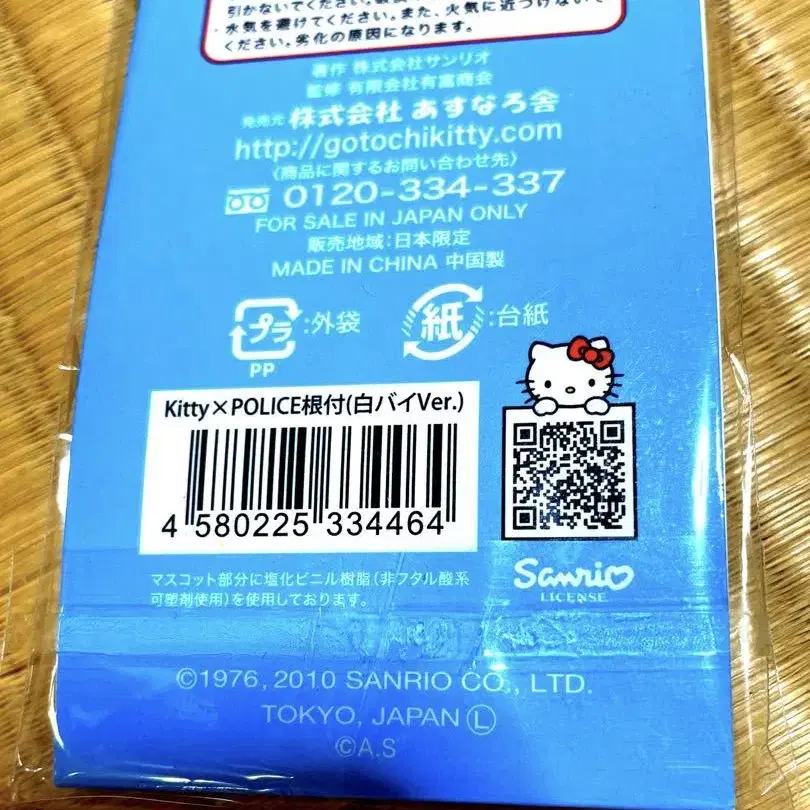 引かないでください。
水気を避けてください。また、火気に近づけないで
ください。劣化の原因になります。
著作 株式会社サンリオ
監修 有限会社有富商会
発売元 株式会社 あすなろ舎
http://gotochikitty.com
〈商品に関するお問い合わせ先〉
0120-334-337
FOR SALE IN JAPAN ONLY
販売地域:日本限定
MADE IN CHINA 中国製
プラ :外袋 紙 :台紙
PP
Kitty×POLICE根付(白バイVer.)
4 580225 334464
マスコット部分に塩化ビニル樹脂(非フタル酸系
可塑剤使用)を使用しております。
Sanrio
LICENSE
©1976, 2010 SANRIO CO., LTD.
TOKYO, JAPAN Ⓛ
©A.S